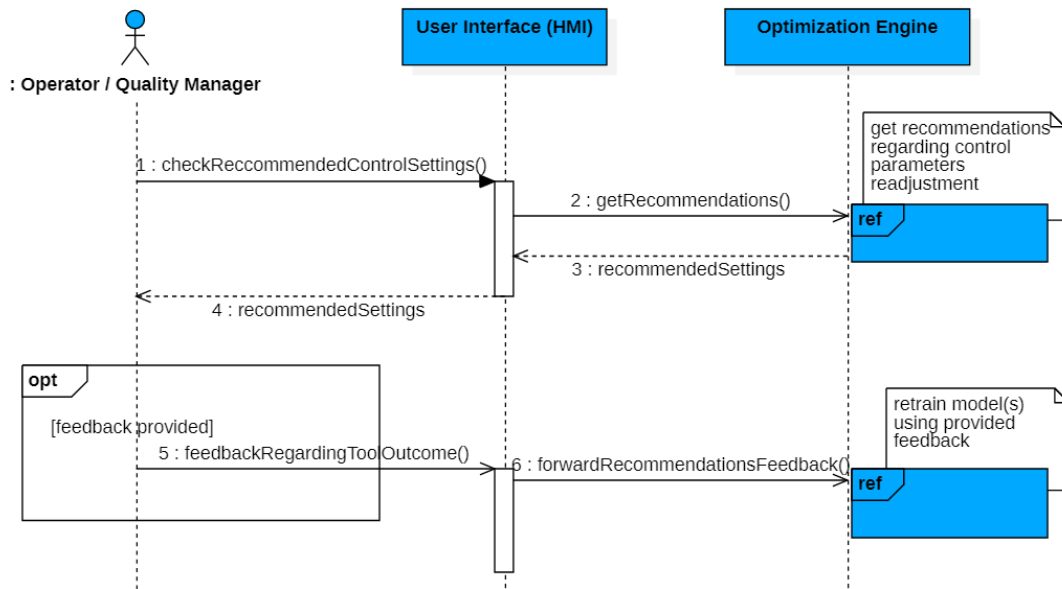 User Interface (HMI)
Optimization Engine
: Operator / Quality Manager
get recommendations
regarding control
parameters
readjustment
1 : checkReccommendedControlSettings()
2 : getRecommendations()
ref
3 : recommendedSettings
4 : recommendedSettings
opt
retrain model(s)
using provided
feedback
[feedback provided]
5 : feedbackRegardingToolOutcome()
6 : forwardRecommendationsFeedback()
ref